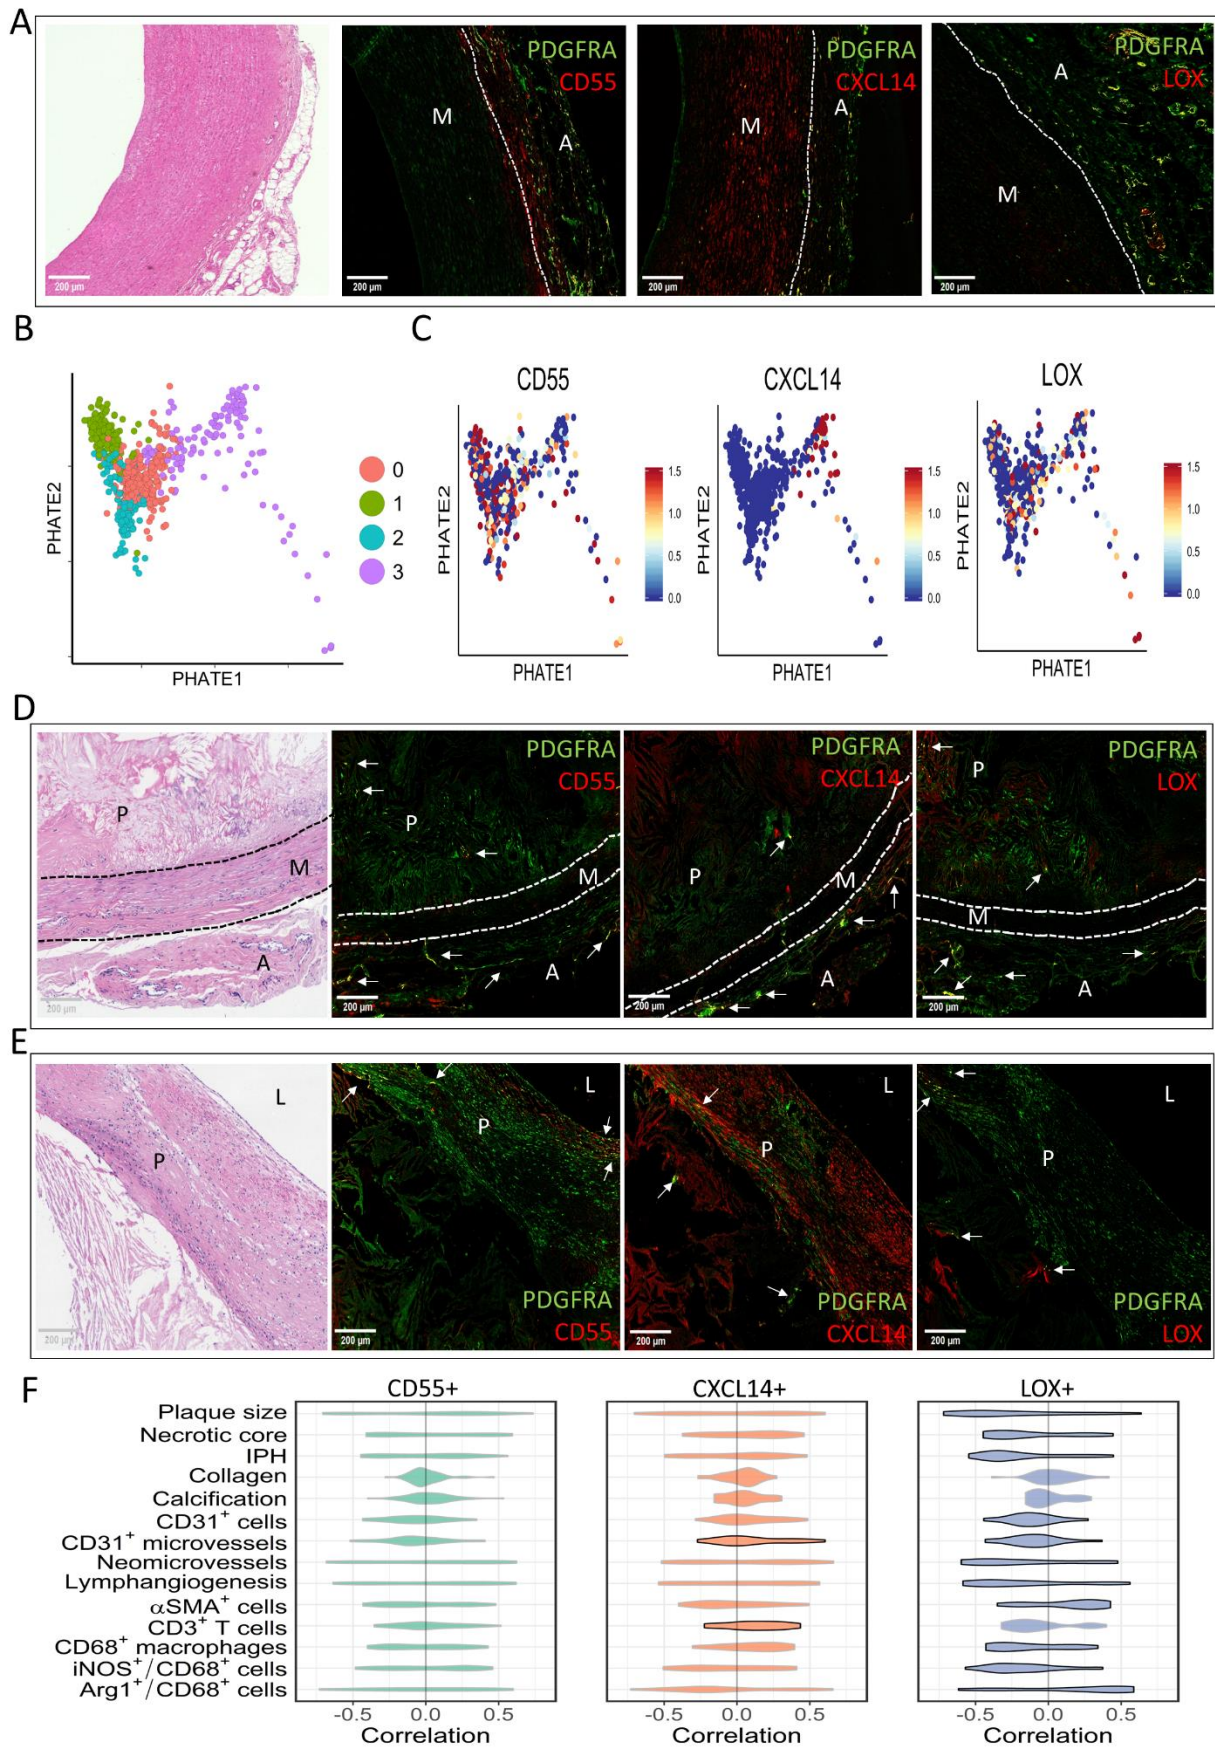 A
PDGFRA
CD55
M
A
200 µm
200 µm
PDGFRA
CXCL14
M
A
200 µm
PDGFRA
LOX
A
M
200 µm
B
PHATE2
PHATE1
0
1
2
3
C
CD55
PHATE2
PHATE1
1.5
1.0
0.5
0.0
CXCL14
PHATE2
PHATE1
1.5
1.0
0.5
0.0
LOX
PHATE2
PHATE1
1.5
1.0
0.5
0.0
D
P
M
A
200 µm
PDGFRA
CD55
P
M
A
200 µm
PDGFRA
CXCL14
P
M
A
200 µm
PDGFRA
LOX
P
M
A
200 µm
E
L
P
200 µm
L
P
PDGFRA
CD55
200 µm
L
P
PDGFRA
CXCL14
200 µm
L
P
PDGFRA
LOX
200 µm
F
CD55+
CXCL14+
LOX+
Plaque size
Necrotic core
IPH
Collagen
Calcification
CD31⁺ cells
CD31⁺ microvessels
Neomicrovessels
Lymphangiogenesis
αSMA⁺ cells
CD3⁺ T cells
CD68⁺ macrophages
iNOS⁺/CD68⁺ cells
Arg1⁺/CD68⁺ cells
-0.5 0.0 0.5
Correlation
-0.5 0.0 0.5
Correlation
-0.5 0.0 0.5
Correlation